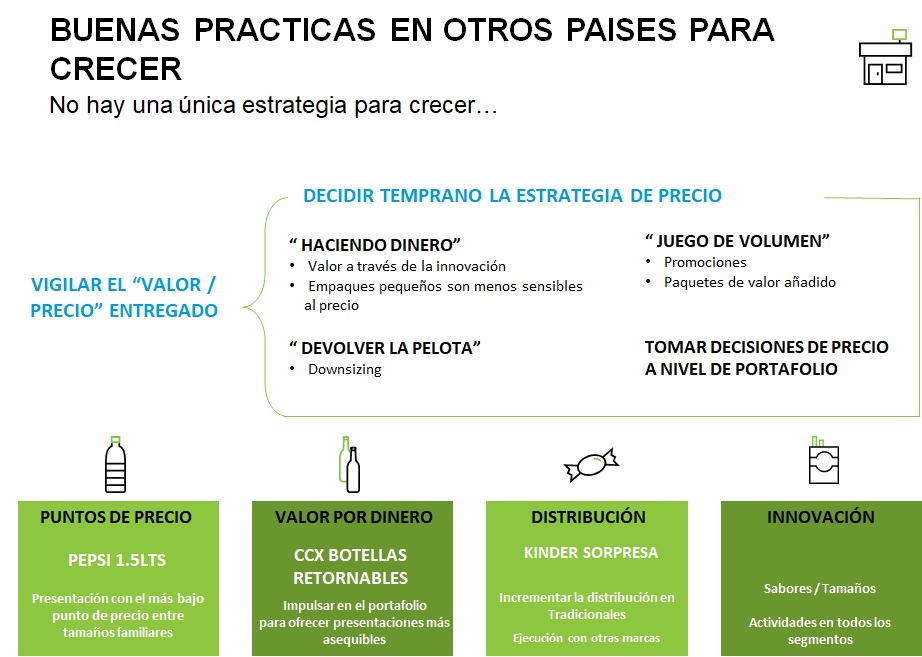 BUENAS PRACTICAS EN OTROS PAISES PARA
CRECER
No hay una única estrategia para crecer…
DECIDIR TEMPRANO LA ESTRATEGIA DE PRECIO
VIGILAR EL “VALOR /
PRECIO” ENTREGADO
“ HACIENDO DINERO”
• Valor a través de la innovación
• Empaques pequeños son menos sensibles
al precio
“ JUEGO DE VOLUMEN”
• Promociones
• Paquetes de valor añadido
“ DEVOLVER LA PELOTA”
• Downsizing
TOMAR DECISIONES DE PRECIO
A NIVEL DE PORTAFOLIO
PUNTOS DE PRECIO
PEPSI 1.5LTS
Presentación con el más bajo
punto de precio entre
tamaños familiares
VALOR POR DINERO
CCX BOTELLAS
RETORNABLES
Impulsar en el portafolio
para ofrecer presentaciones más
asequibles
DISTRIBUCIÓN
KINDER SORPRESA
Incrementar la distribución en
Tradicionales
Ejecución con otras marcas
INNOVACIÓN
Sabores / Tamaños
Actividades en todos los
segmentos